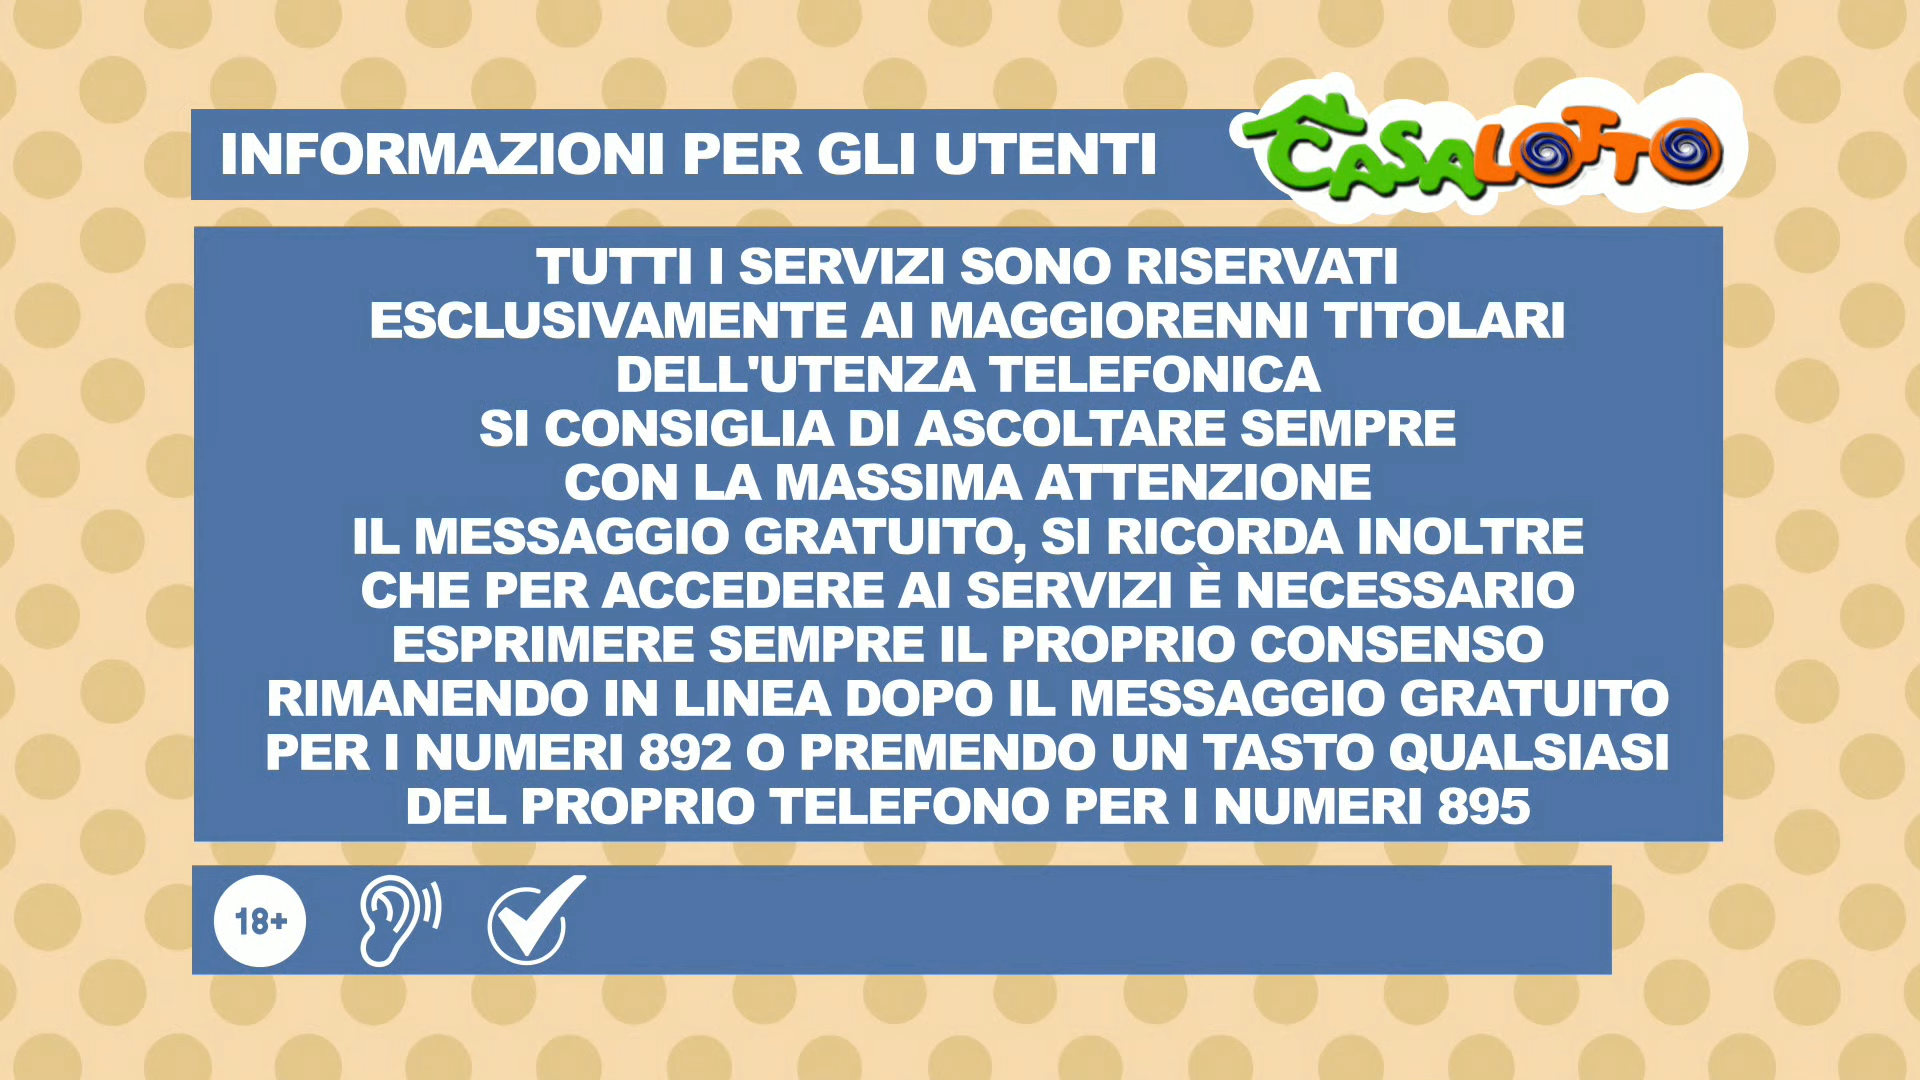 INFORMAZIONI PER GLI UTENTI
CASALOTTO
TUTTI I SERVIZI SONO RISERVATI
ESCLUSIVAMENTE AI MAGGIORENNI TITOLARI
DELL'UTENZA TELEFONICA
SI CONSIGLIA DI ASCOLTARE SEMPRE
CON LA MASSIMA ATTENZIONE
IL MESSAGGIO GRATUITO, SI RICORDA INOLTRE
CHE PER ACCEDERE AI SERVIZI È NECESSARIO
ESPRIMERE SEMPRE IL PROPRIO CONSENSO
RIMANENDO IN LINEA DOPO IL MESSAGGIO GRATUITO
PER I NUMERI 892 O PREMENDO UN TASTO QUALSIASI
DEL PROPRIO TELEFONO PER I NUMERI 895
18+